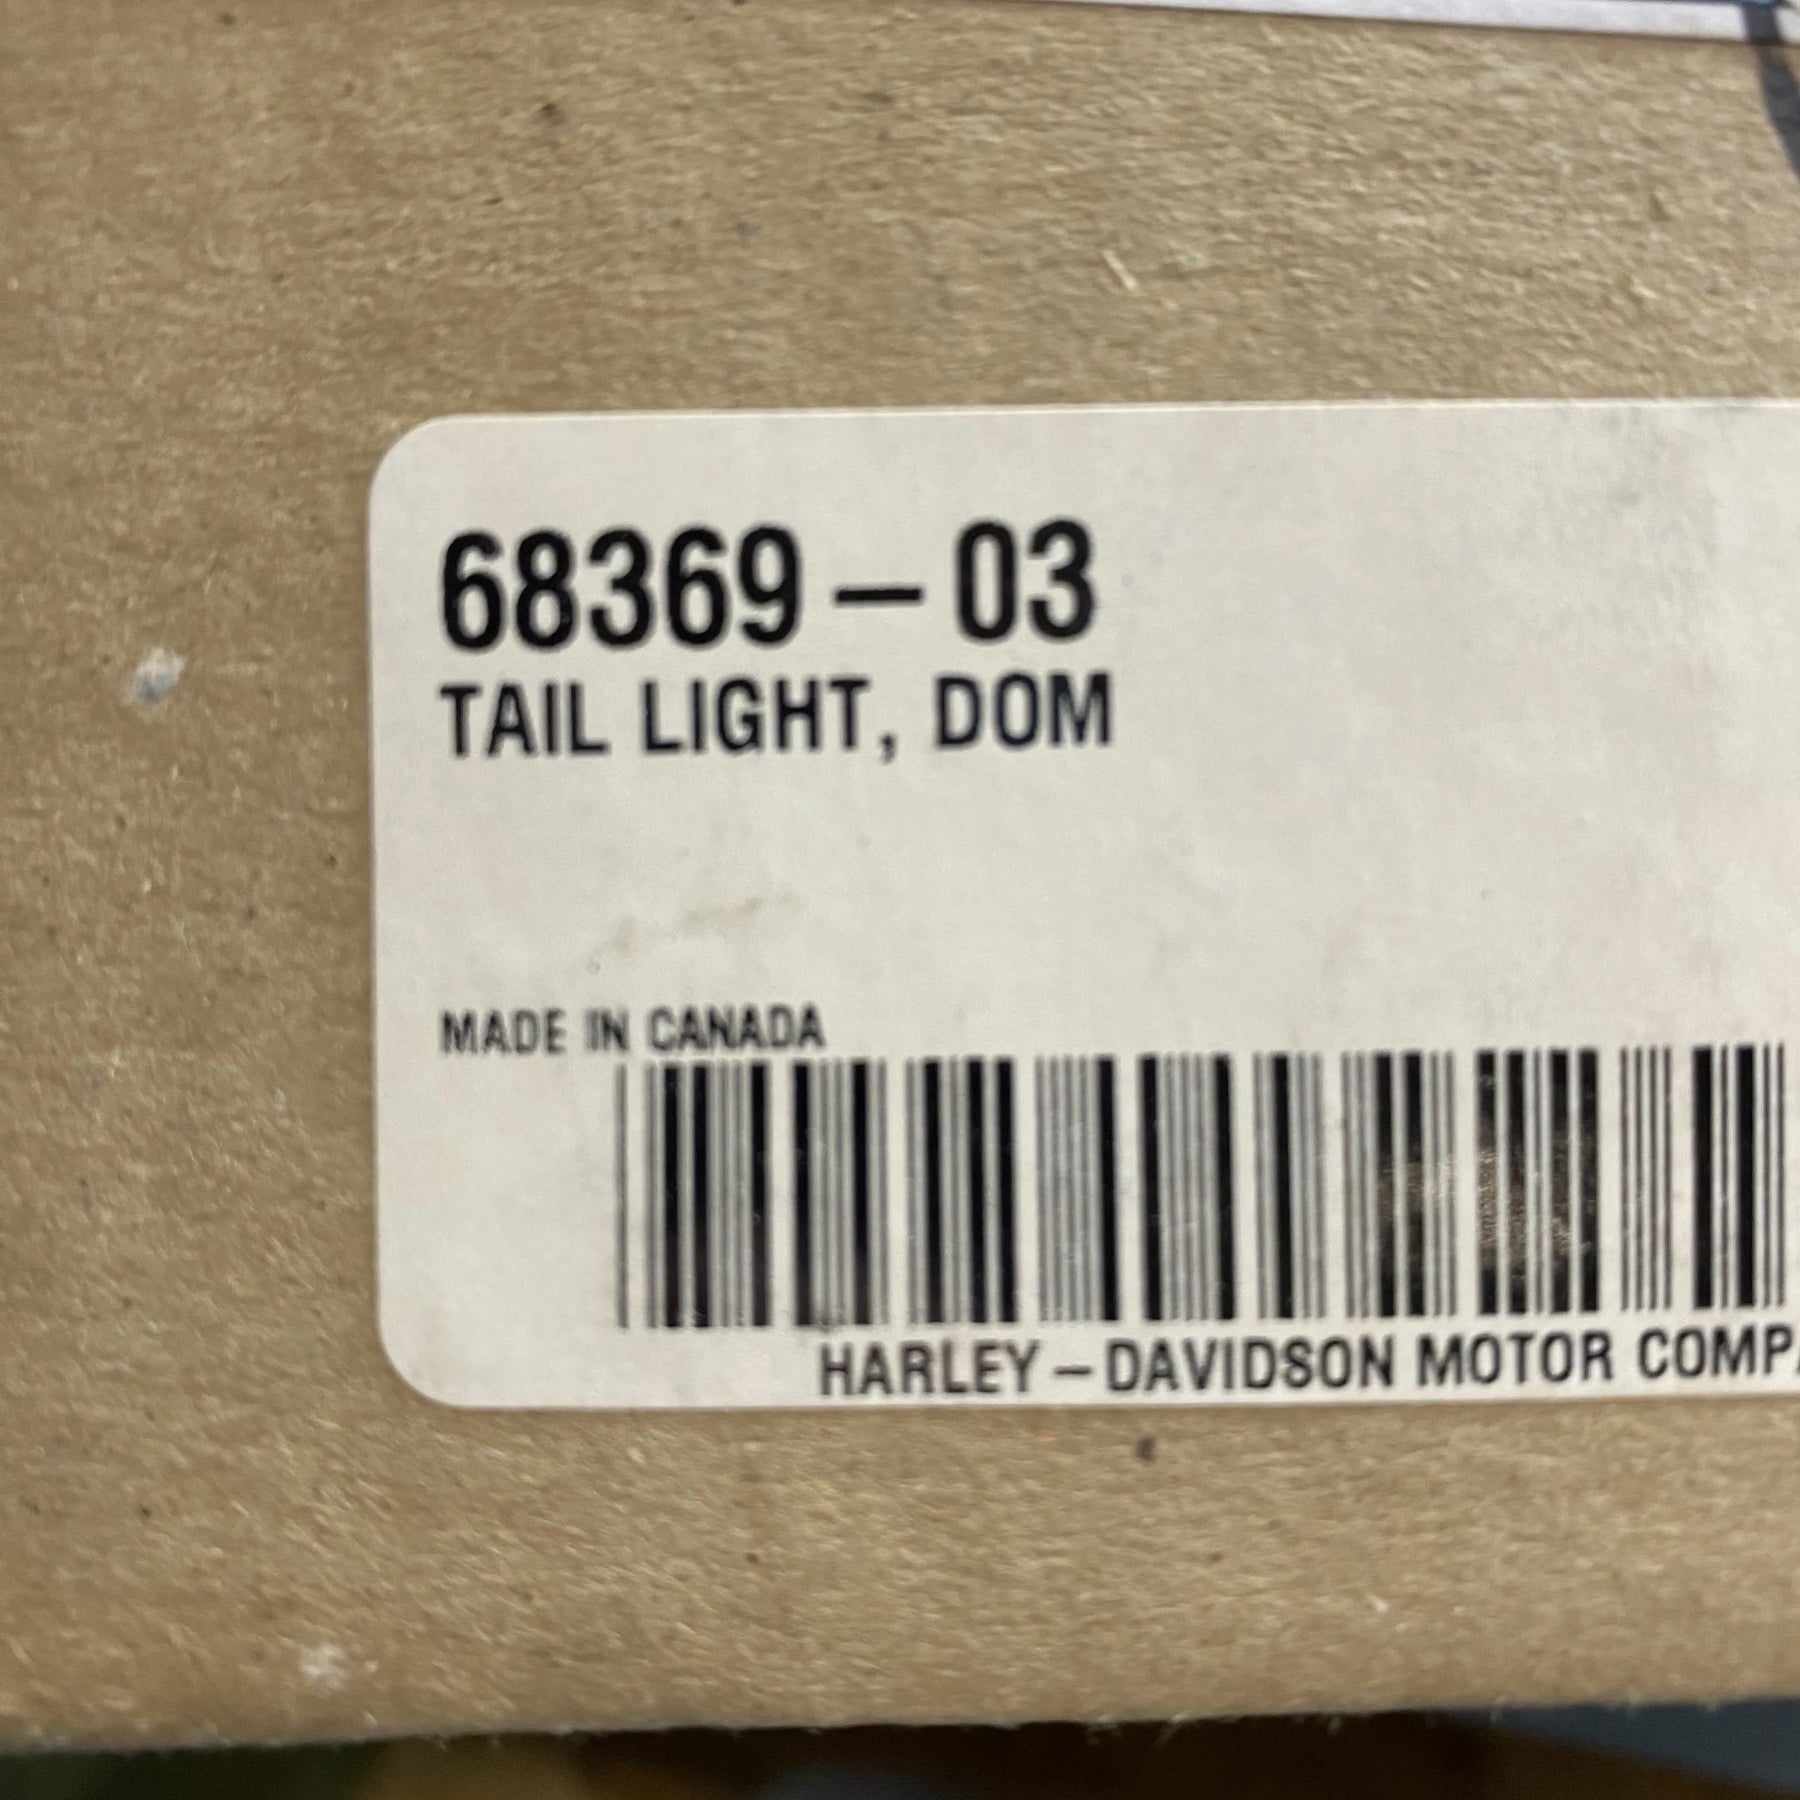 68369-03
TAIL LIGHT, DOM
MADE IN CANADA
HARLEY-DAVIDSON MOTOR COMPA